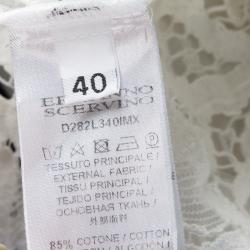 40
ERMANNO
SCERVINO
D282L340IMX
TESSUTO PRINCIPALE /
EXTERNAL FABRIC /
TISSU PRINCIPAL /
TEJIDO PRINCIPAL /
ОСНОВНАЯ ТКАНЬ /
85% COTONE / COTTON